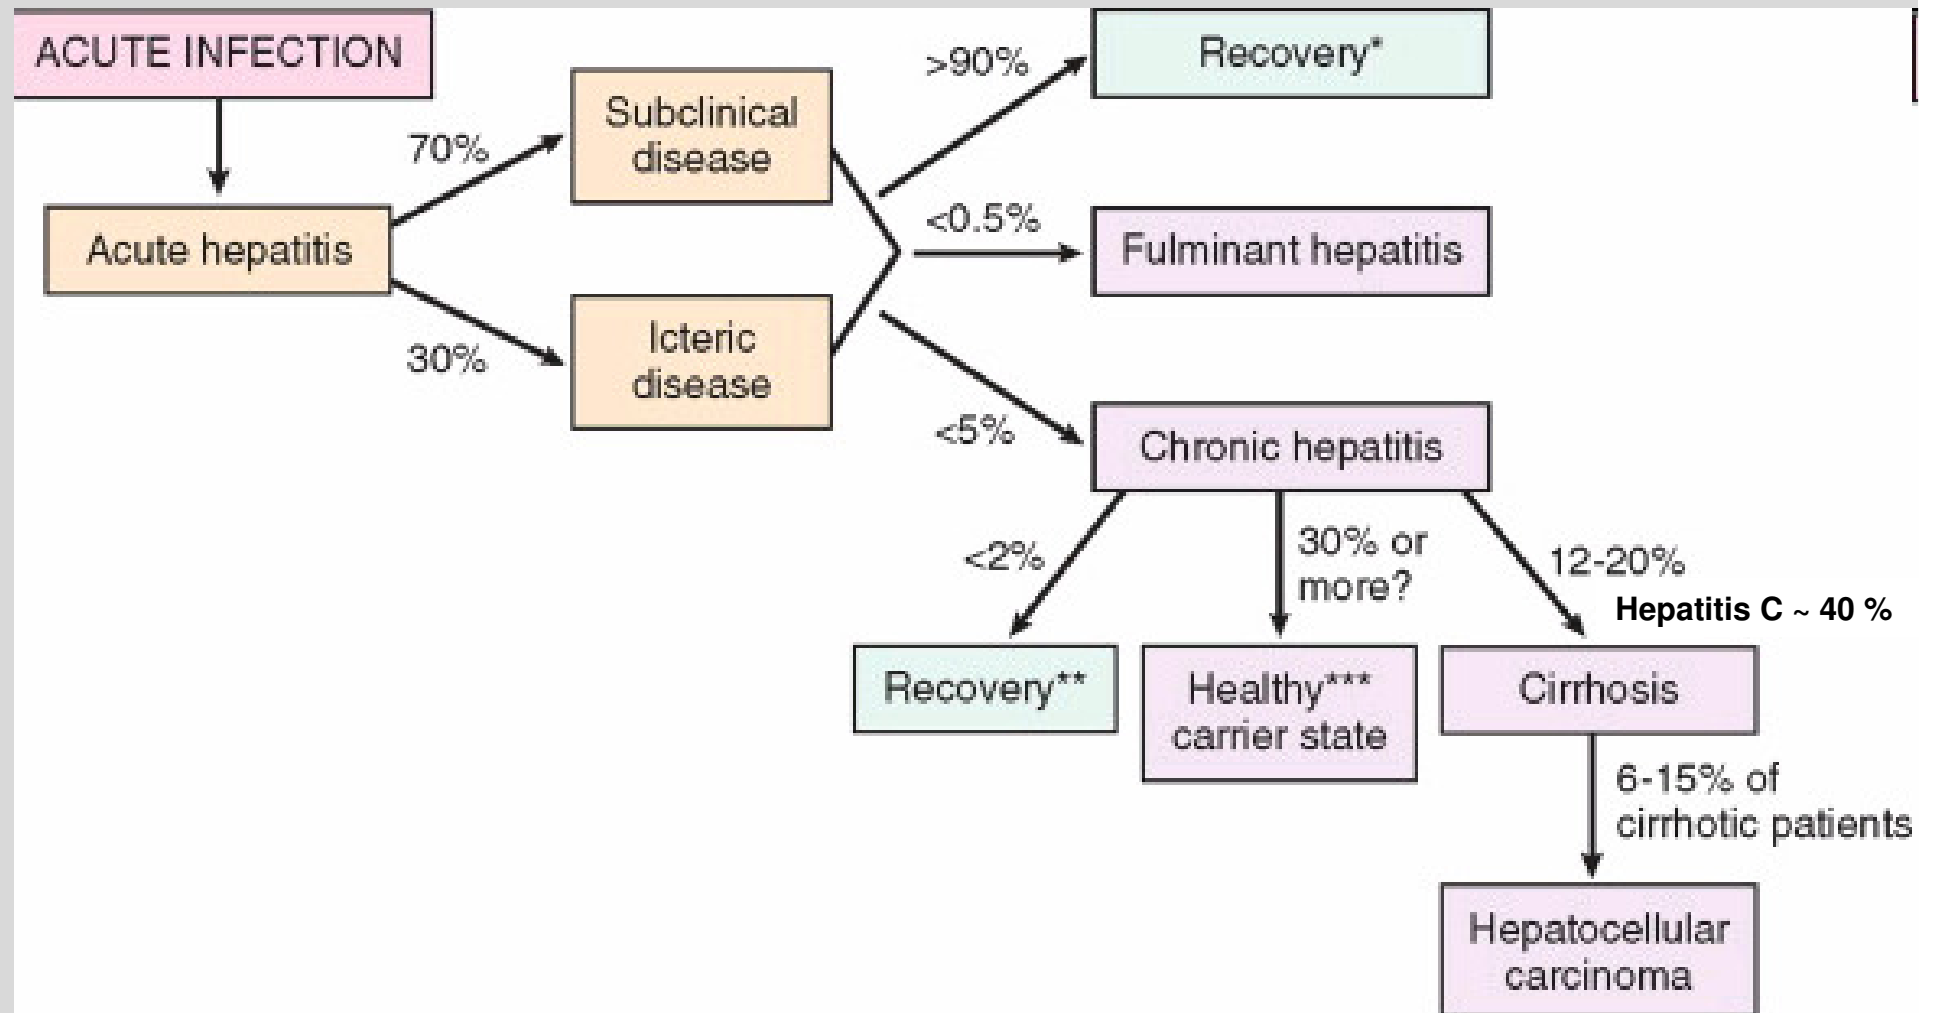 ACUTE INFECTION
Acute hepatitis
70%
30%
Subclinical
disease
Icteric
disease
>90%
<0.5%
<5%
Recovery*
Fulminant hepatitis
Chronic hepatitis
<2%
30% or
more?
12-20%
Hepatitis C ~ 40 %
Recovery**
Healthy***
carrier state
Cirrhosis
6-15% of
cirrhotic patients
Hepatocellular
carcinoma